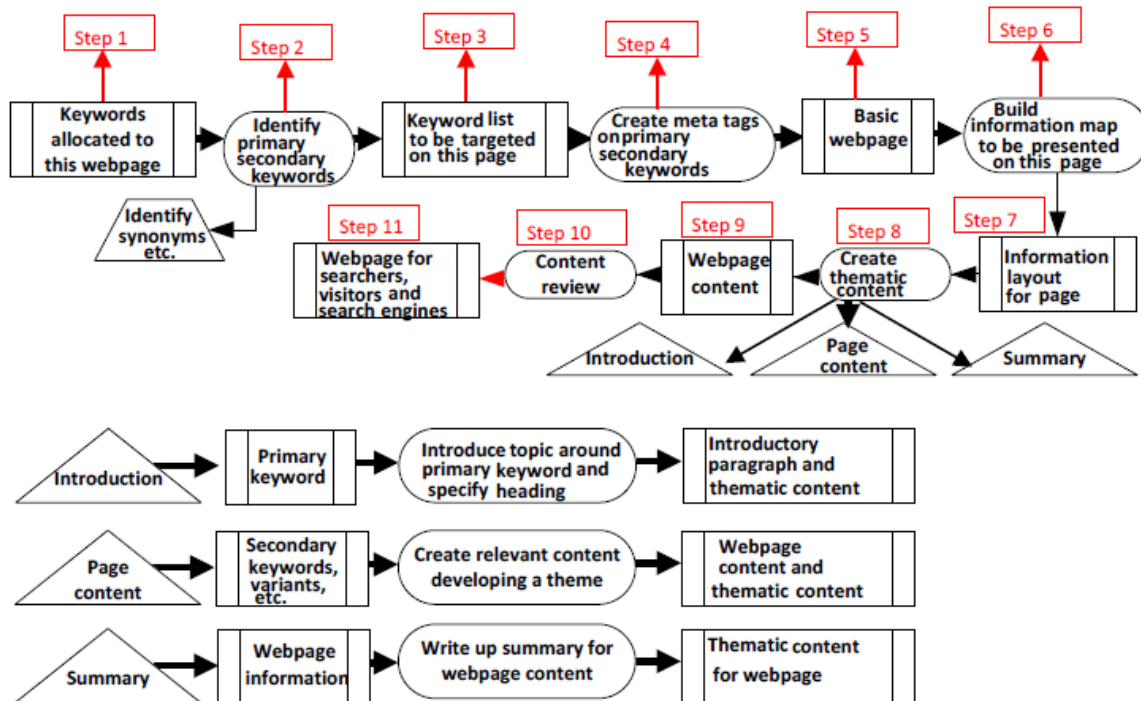 Step 1
Step 2
Step 3
Step 4
Step 5
Step 6
Keywords
allocated to
this webpage
Identify
primary
secondary
keywords
Keyword list
to be targeted
on this page
Create meta tags
on primary
secondary
keywords
Basic
webpage
Build
information map
to be presented
on this page
Identify
synonyms
etc.
Step 11
Step 10
Step 9
Step 8
Step 7
Webpage for
searchers,
visitors and
search engines
Content
review
Webpage
content
Create
thematic
content
Information
layout
for page
Introduction
Page
content
Summary
Introduction
Primary
keyword
Introduce topic around
primary keyword and
specify heading
Introductory
paragraph and
thematic content
Page
content
Secondary
keywords,
variants,
etc.
Create relevant content
developing a theme
Webpage
content and
thematic content
Summary
Webpage
information
Write up summary for
webpage content
Thematic content
for webpage